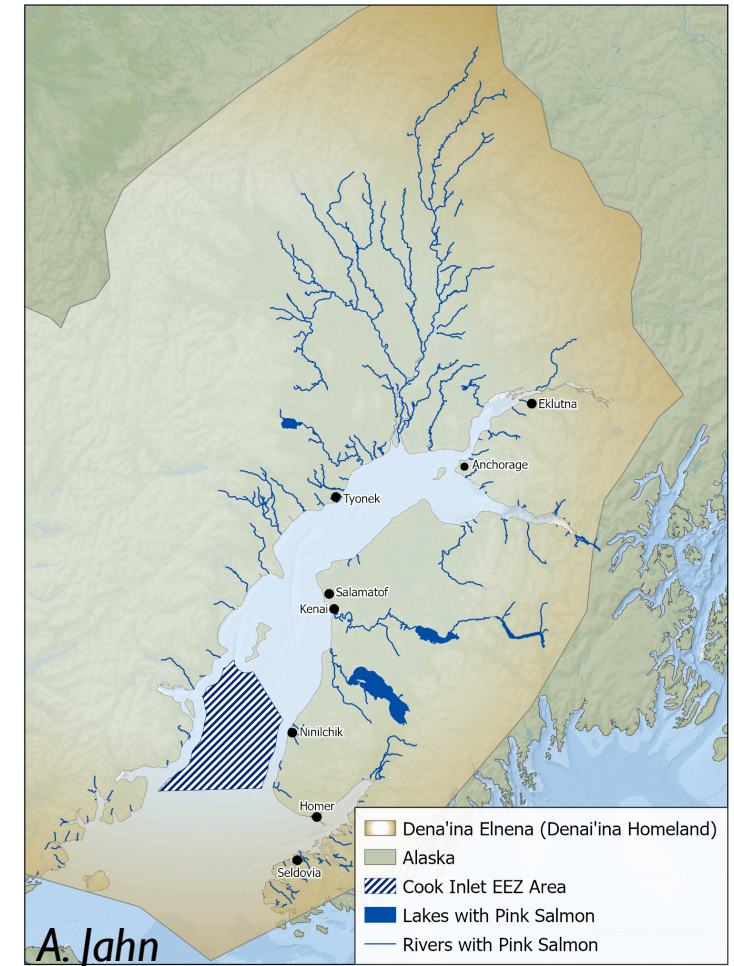 Eklutna
Anchorage
Tyonek
Salamatof
Kenai
Ninilchik
Homer
Seldovia
Dena'ina Elnena (Denai'ina Homeland)
Alaska
Cook Inlet EEZ Area
Lakes with Pink Salmon
Rivers with Pink Salmon
A. Jahn